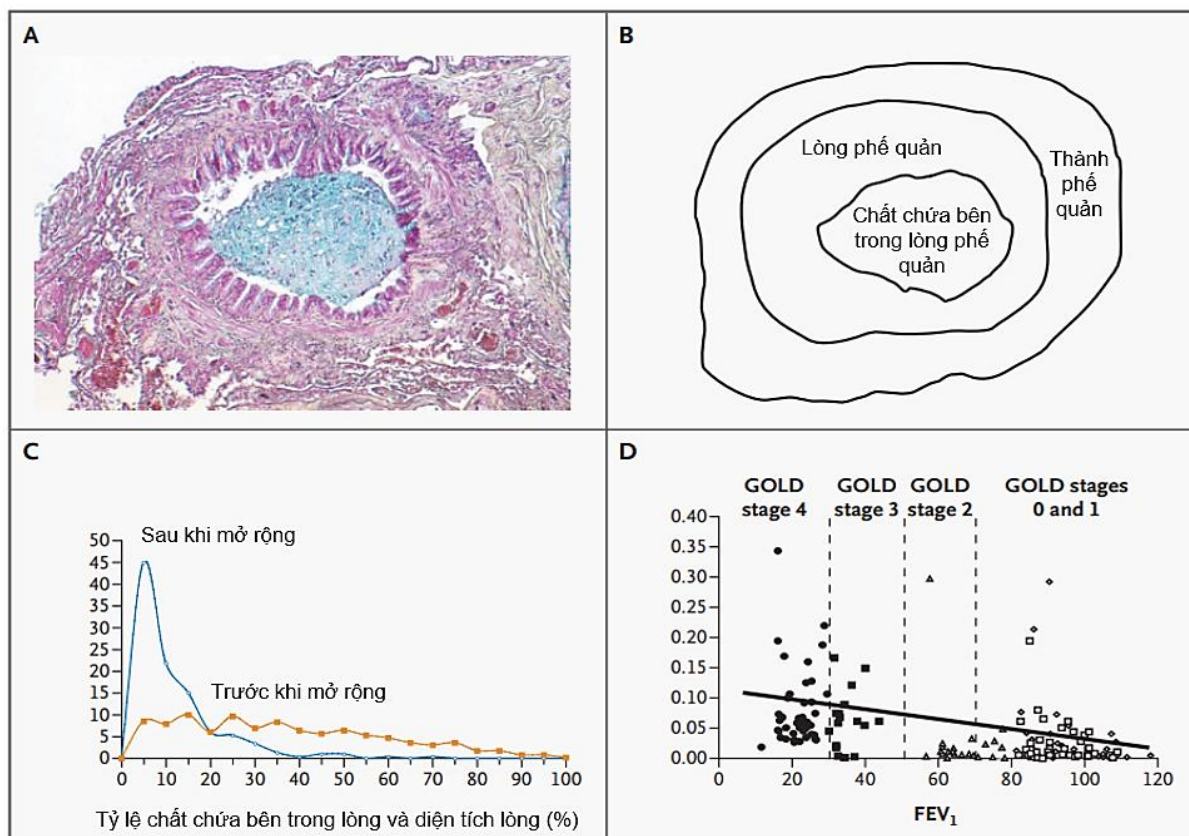 A
B
Lòng phế quản
Thành
phế
quản
Chất chứa bên
trong lòng phế
quản
C
Sau khi mở rộng
Trước khi mở rộng
50
45
40
35
30
25
20
15
10
5
0
0 10 20 30 40 50 60 70 80 90 100
Tỷ lệ chất chứa bên trong lòng và diện tích lòng (%)
D
GOLD
stage 4
GOLD
stage 3
GOLD
stage 2
GOLD stages
0 and 1
0.40
0.35
0.30
0.25
0.20
0.15
0.10
0.05
0.00
0 20 40 60 80 100 120
FEV₁